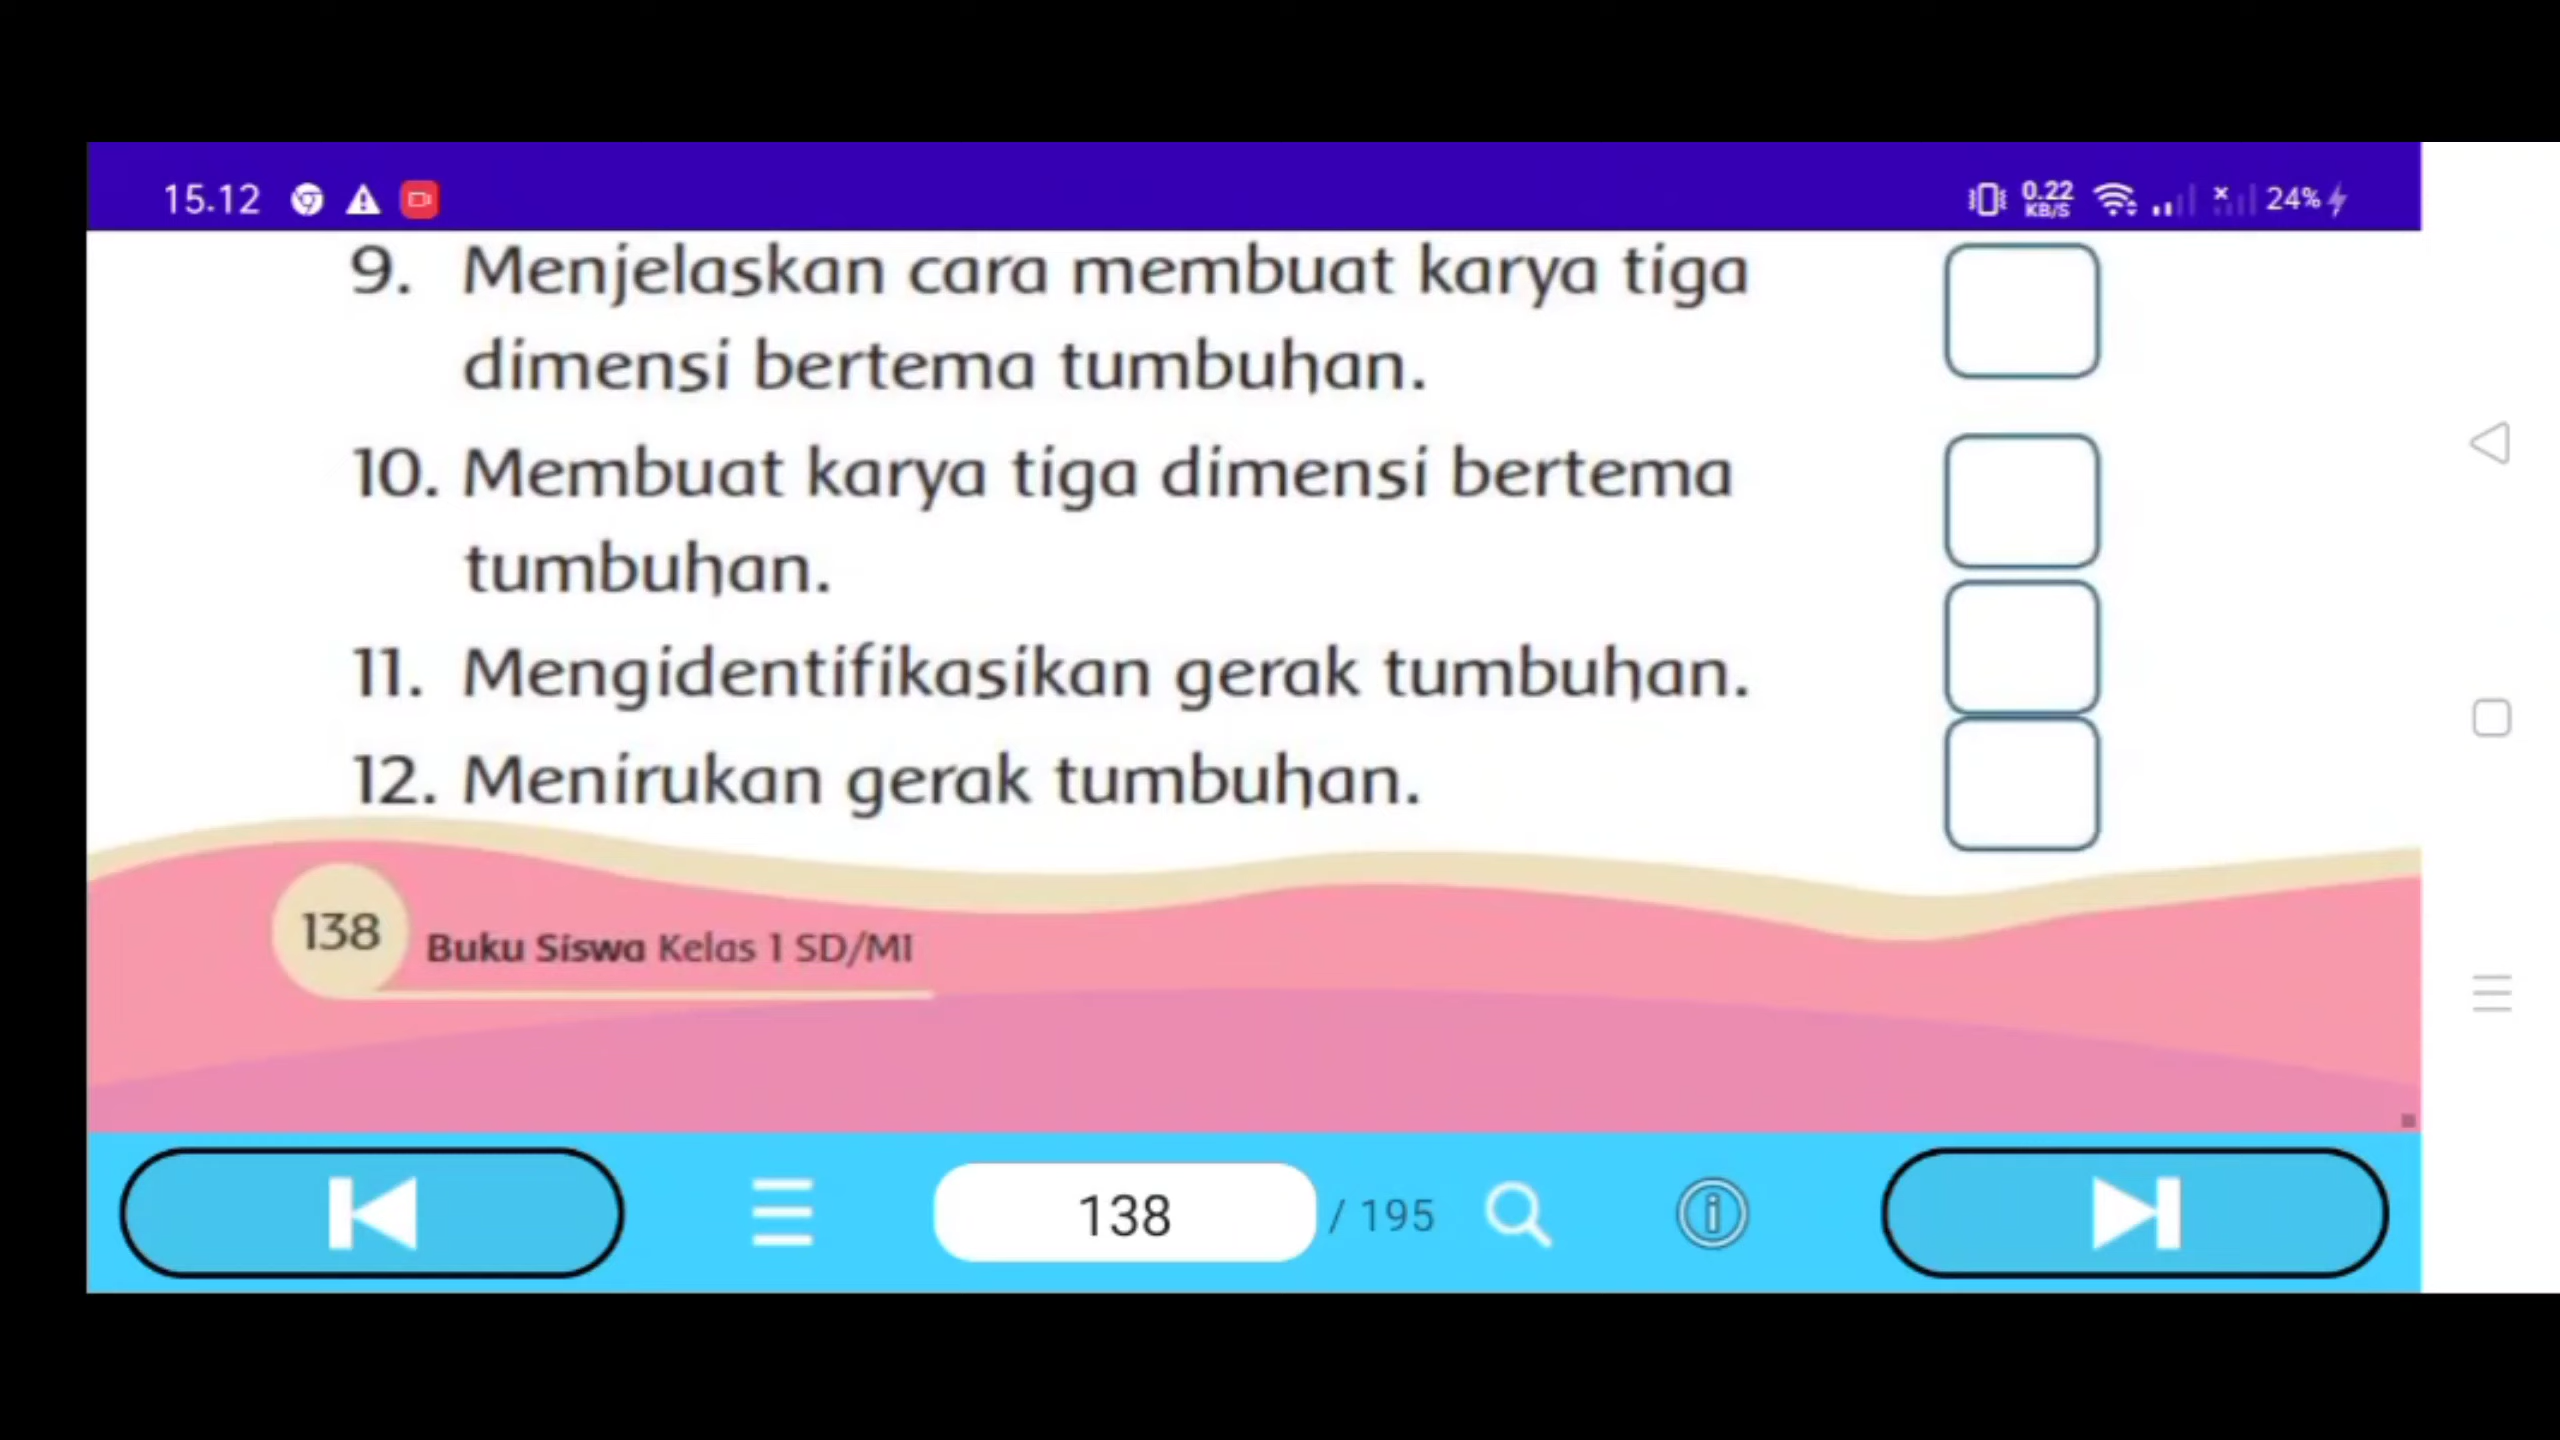 15.12
0.22
KB/S
24%
9. Menjelaskan cara membuat karya tiga
dimensi bertema tumbuhan.
10. Membuat karya tiga dimensi bertema
tumbuhan.
11. Mengidentifikasikan gerak tumbuhan.
12. Menirukan gerak tumbuhan.
138
Buku Siswa Kelas 1 SD/MI
138 / 195